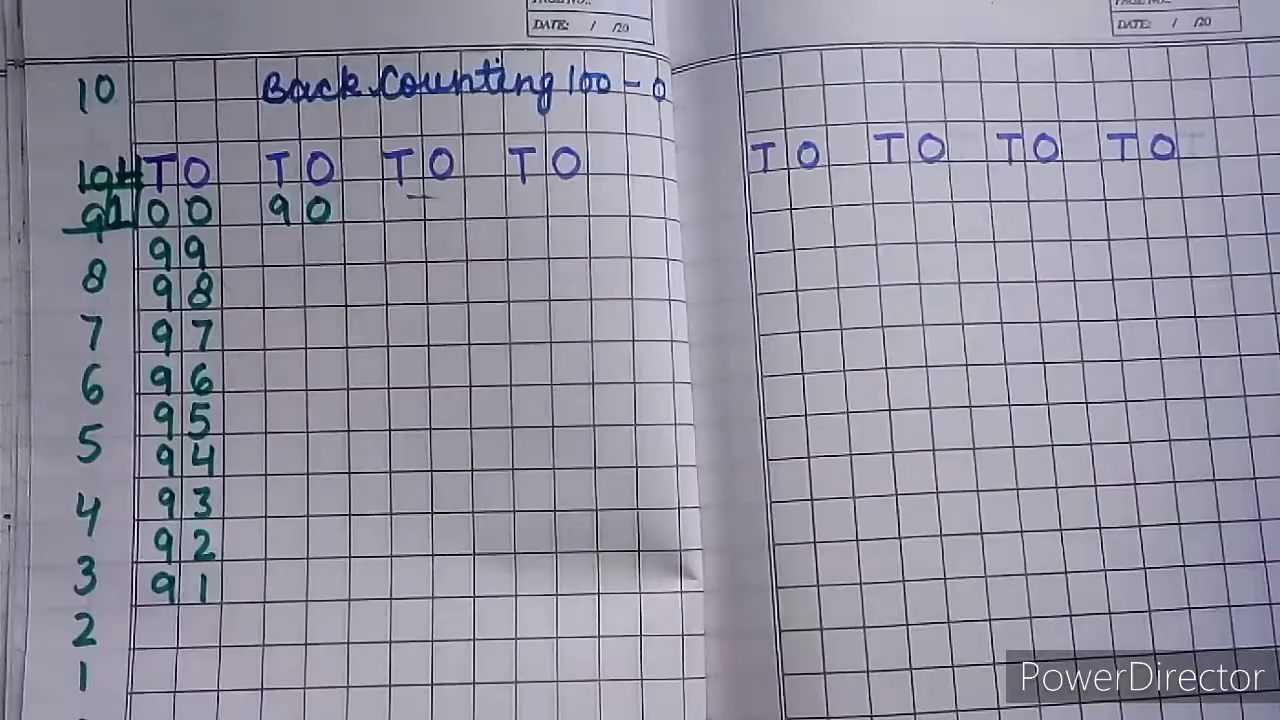 DATE: / /20
DATE: / /20
10 Back Counting 100 - 0
H T O T O T O T O T O T O T O T O
9 1 0 0 9 0
9 9
8 9 8
7 9 7
6 9 6
5 9 5
9 4
4 9 3
9 2
3 9 1
2
1
PowerDirector